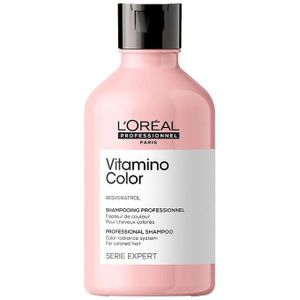 L'ORÉAL
PROFESSIONNEL
PARIS
Vitamino
Color
RESVERATROL
SHAMPOOING PROFESSIONNEL
Fixateur de couleur
Pour cheveux colorés
PROFESSIONAL SHAMPOO
Color radiance system
For colored hair
SERIE EXPERT